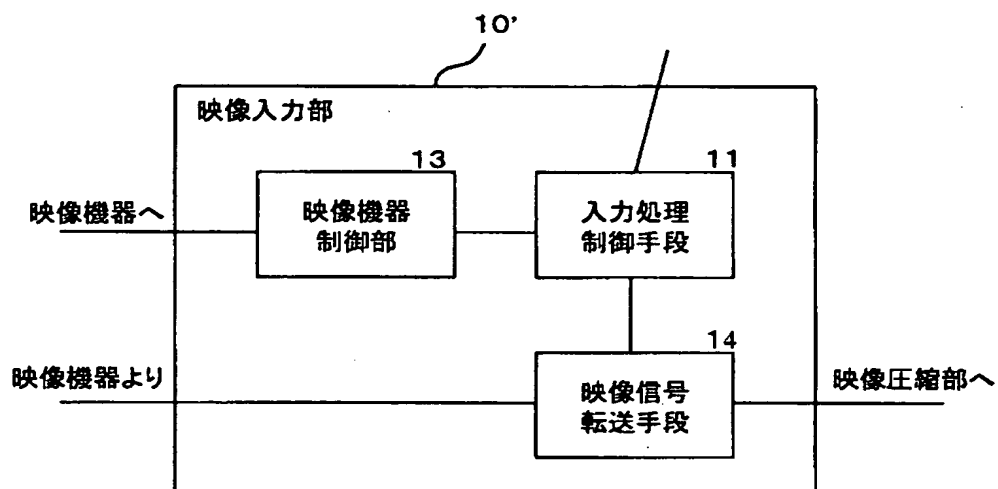 10’
映像入力部
13
11
映像機器へ
映像機器
制御部
入力処理
制御手段
14
映像機器より
映像信号
転送手段
映像圧縮部へ